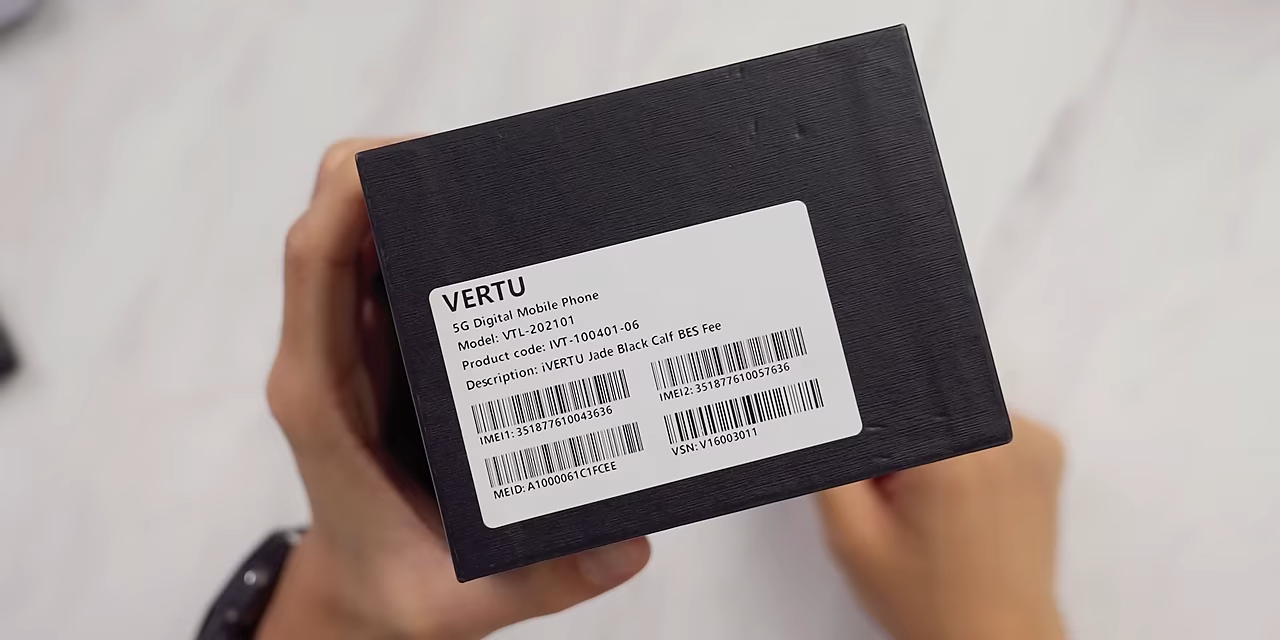 VERTU
5G Digital Mobile Phone
Model: VTL-202101
Product code: IVT-100401-06
Description: iVERTU Jade Black Calf BES Fee
IMEI1: 351877610043636
IMEI2: 351877610057636
MEID: A1000061C1FCEE
VSN: V16003011